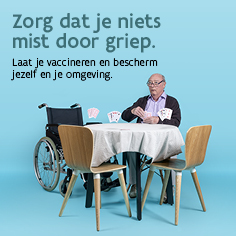 Zorg dat je niets
mist door griep.
Laat je vaccineren en bescherm
jezelf en je omgeving.